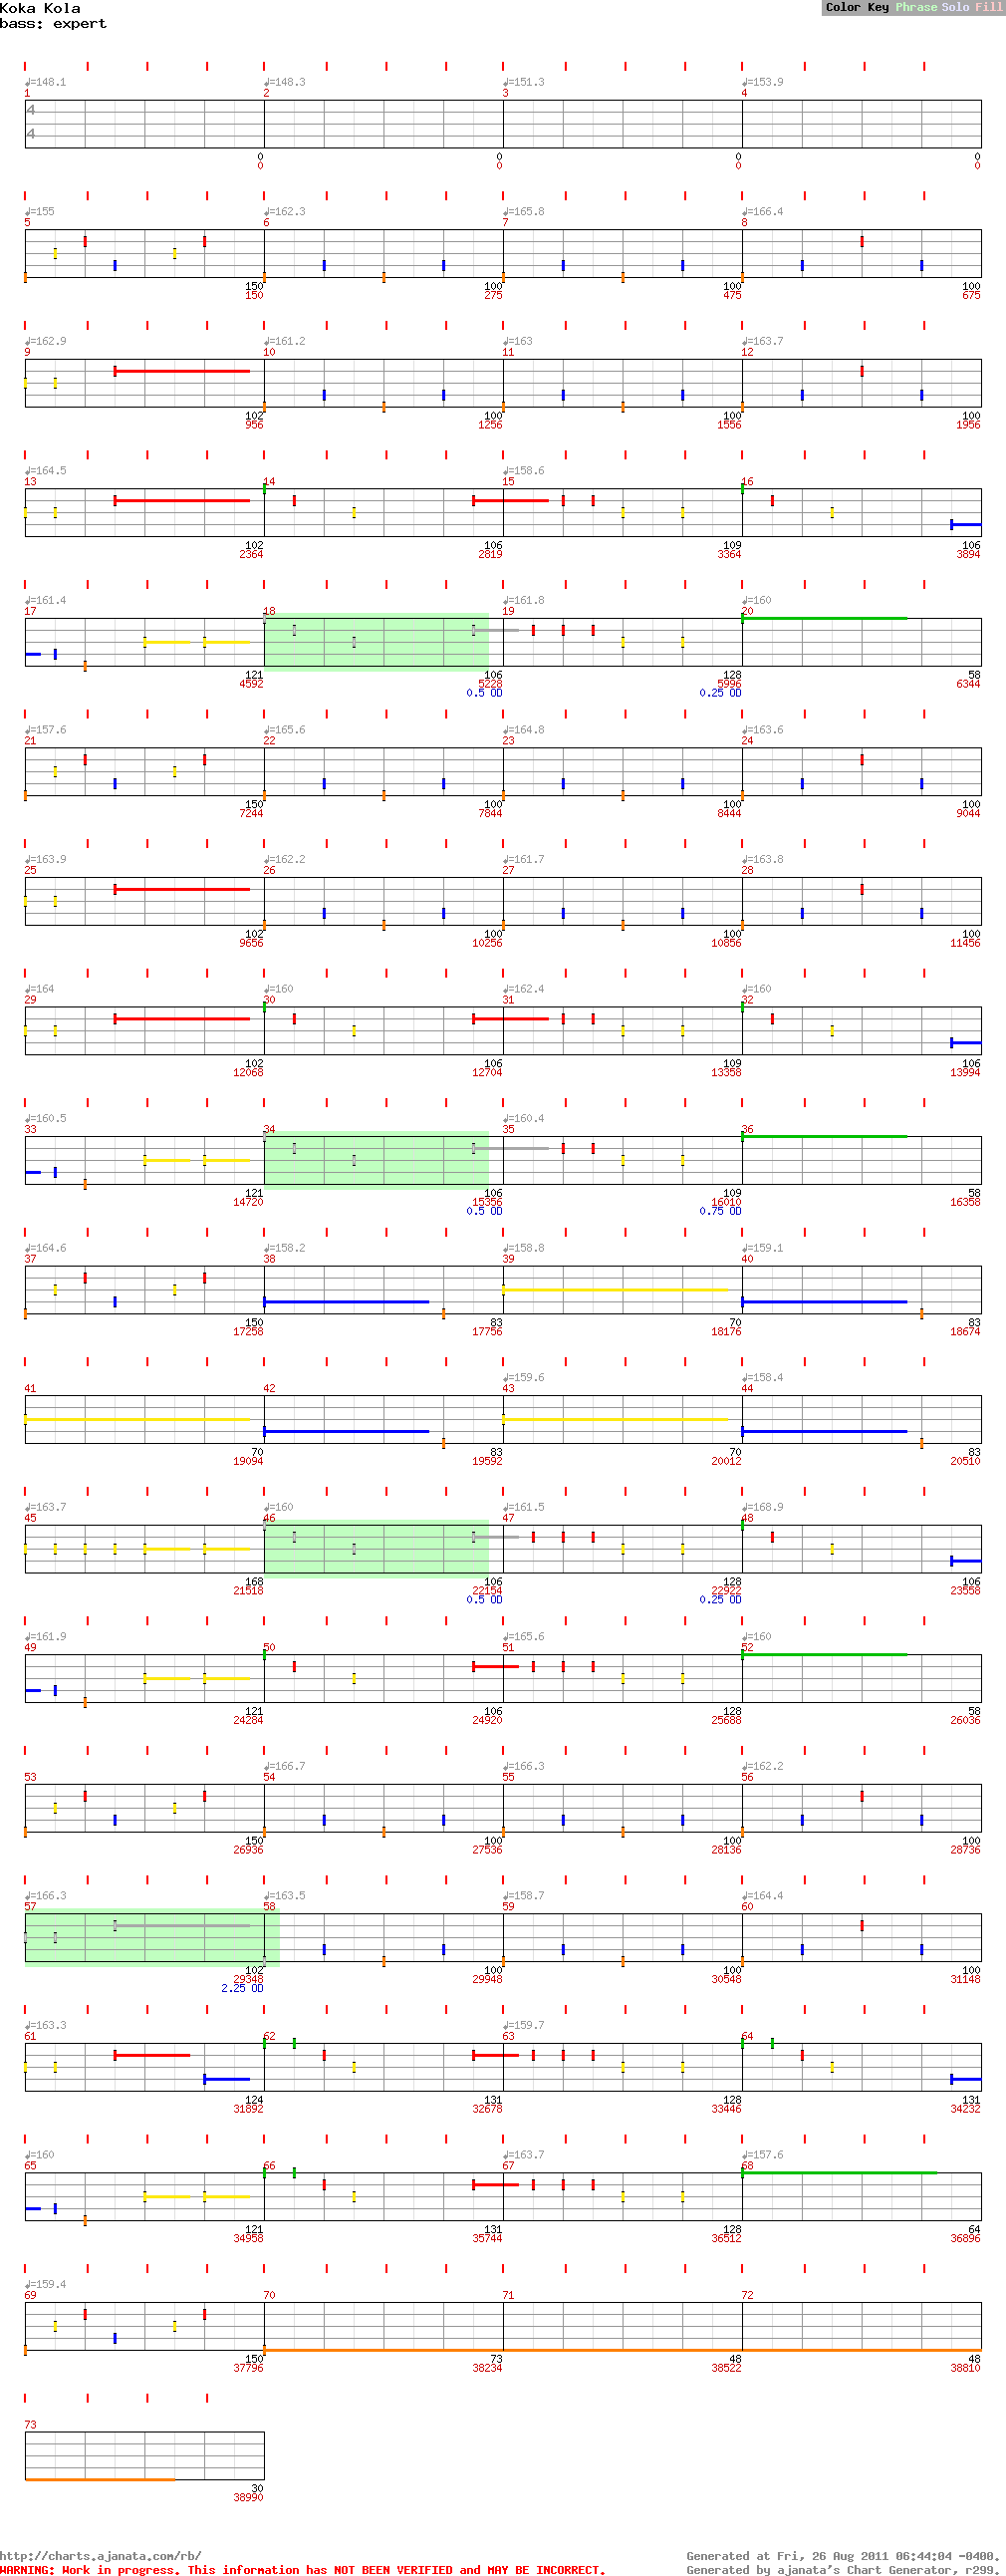 Koka Kola
bass: expert
Color Key Phrase Solo Fill
♩=148.1 ♩=148.3 ♩=151.3 ♩=153.9
1 2 3 4
4
4
0 0 0 0
0 0 0 0
♩=155 ♩=162.3 ♩=165.8 ♩=166.4
5 6 7 8
150 100 100 100
150 275 475 675
♩=162.9 ♩=161.2 ♩=163 ♩=163.7
9 10 11 12
102 100 100 100
956 1256 1556 1956
♩=164.5 ♩=158.6
13 14 15 16
102 106 109 106
2364 2819 3364 3894
♩=161.4 ♩=161.8 ♩=160
17 18 19 20
121 106 128 58
4592 5228 5996 6344
0.5 OD 0.25 OD
♩=157.6 ♩=165.6 ♩=164.8 ♩=163.6
21 22 23 24
150 100 100 100
7244 7844 8444 9044
♩=163.9 ♩=162.2 ♩=161.7 ♩=163.8
25 26 27 28
102 100 100 100
9656 10256 10856 11456
♩=164 ♩=160 ♩=162.4 ♩=160
29 30 31 32
102 106 109 106
12068 12704 13358 13994
♩=160.5 ♩=160.4
33 34 35 36
121 106 109 58
14720 15356 16010 16358
0.5 OD 0.75 OD
♩=164.6 ♩=158.2 ♩=158.8 ♩=159.1
37 38 39 40
150 83 70 83
17258 17756 18176 18674
♩=159.6 ♩=158.4
41 42 43 44
70 83 70 83
19094 19592 20012 20510
♩=163.7 ♩=160 ♩=161.5 ♩=168.9
45 46 47 48
168 106 128 106
21518 22154 22922 23558
0.5 OD 0.25 OD
♩=161.9 ♩=165.6 ♩=160
49 50 51 52
121 106 128 58
24284 24920 25688 26036
♩=166.7 ♩=166.3 ♩=162.2
53 54 55 56
150 100 100 100
26936 27536 28136 28736
♩=166.3 ♩=163.5 ♩=158.7 ♩=164.4
57 58 59 60
102 100 100 100
29348 29948 30548 31148
2.25 OD
♩=163.3 ♩=159.7
61 62 63 64
124 131 128 131
31892 32678 33446 34232
♩=160 ♩=163.7 ♩=157.6
65 66 67 68
121 131 128 64
34958 35744 36512 36896
♩=159.4
69 70 71 72
150 73 48 48
37796 38234 38522 38810
73
30
38990
http://charts.ajanata.com/rb/ Generated at Fri, 26 Aug 2011 06:44:04 -0400.
WARNING: Work in progress. This information has NOT BEEN VERIFIED and MAY BE INCORRECT. Generated by ajanata's Chart Generator, r299.